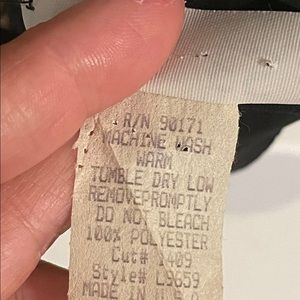 R/N 90171
MACHINE WASH
WARM
TUMBLE DRY LOW
REMOVEPROMPTLY
DO NOT BLEACH
100% POLYESTER
Cut# 1409
Style# L9659
MADE IN U.S.A.